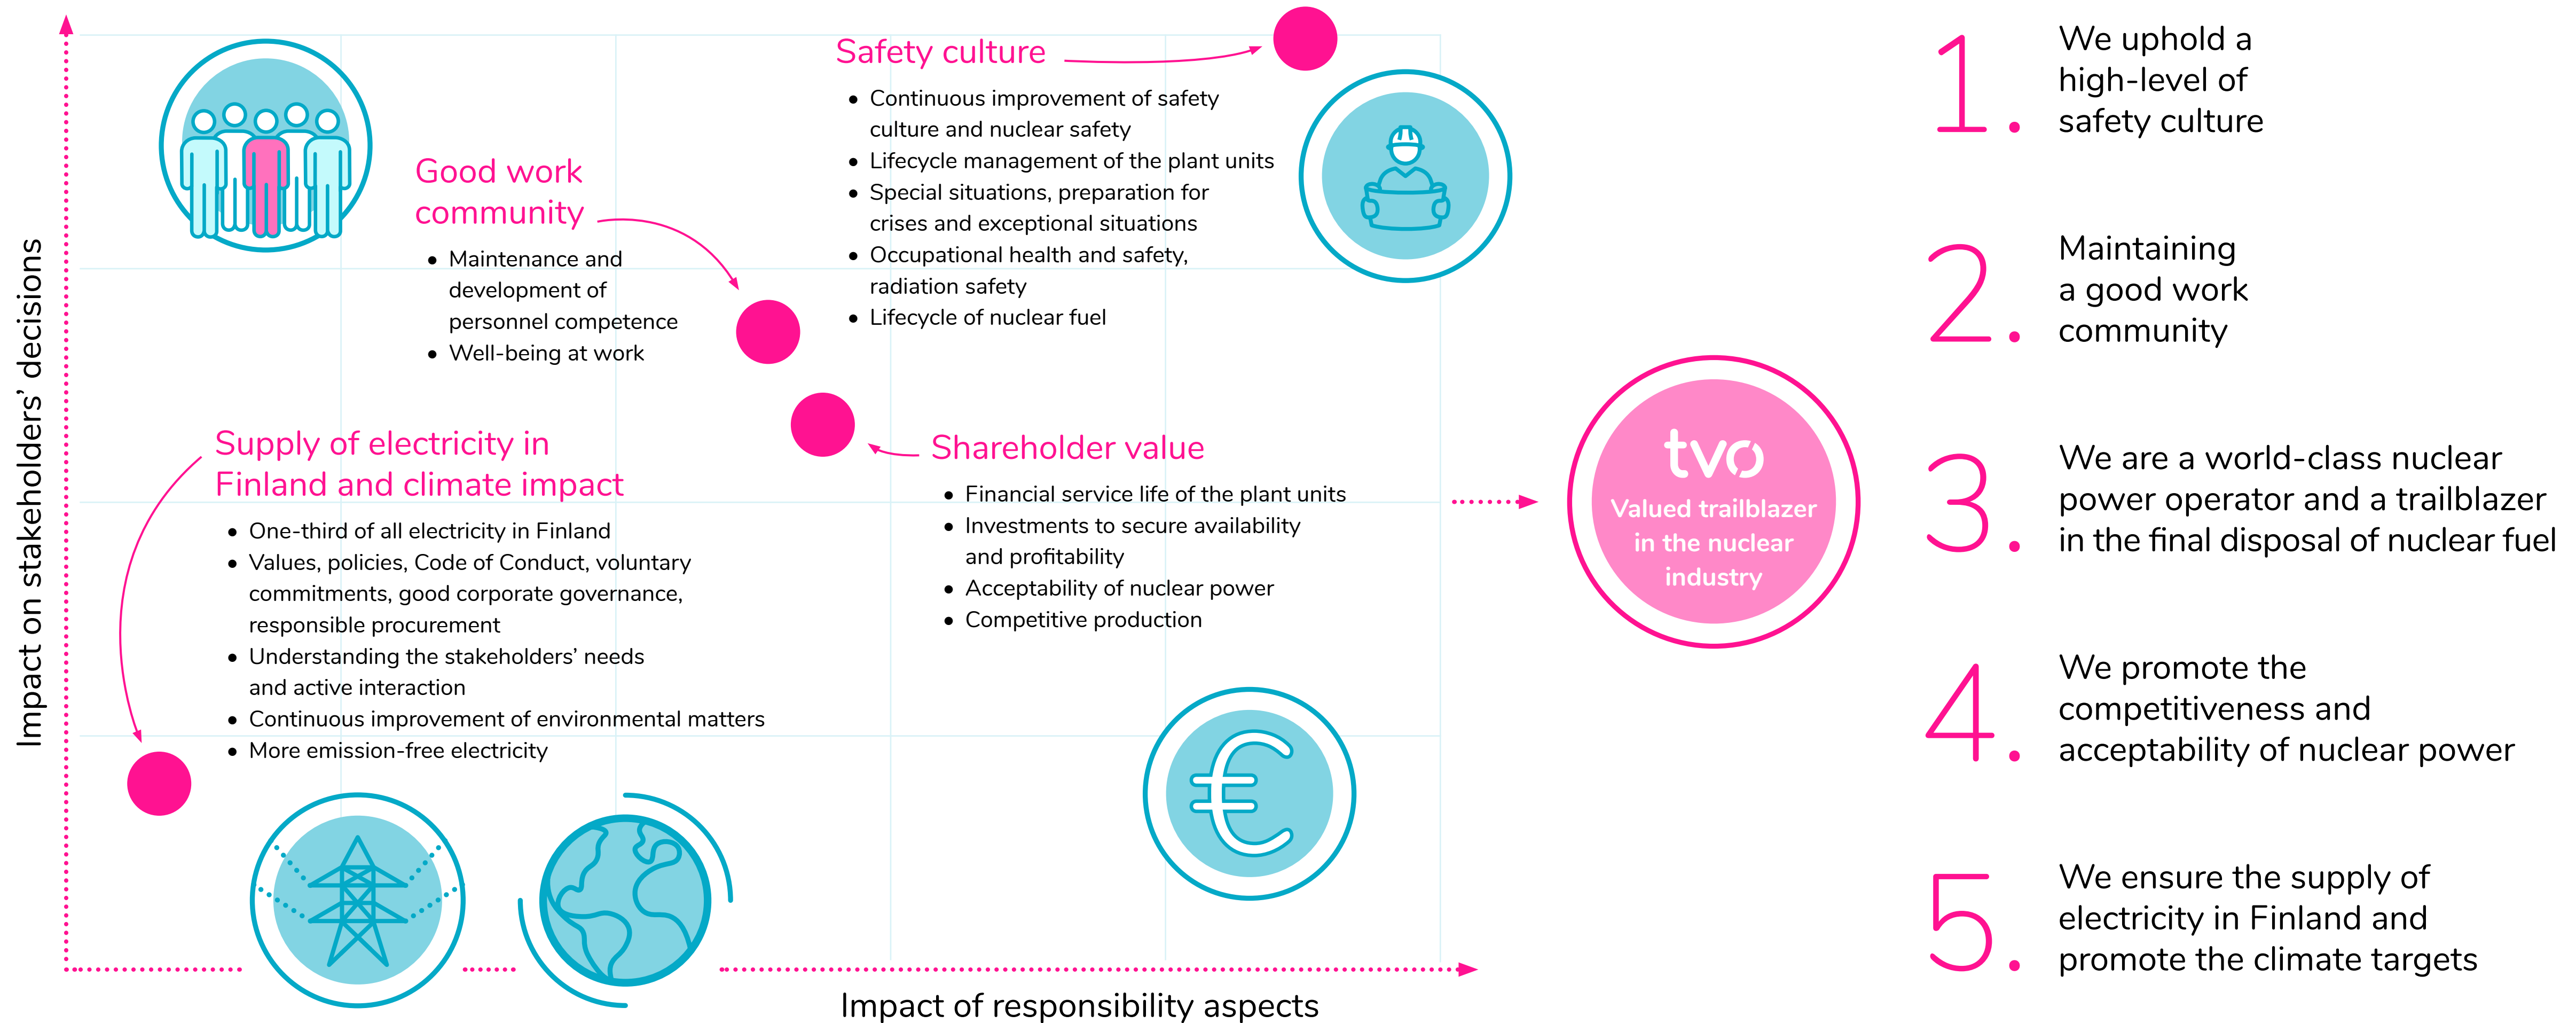 Impact on stakeholders’ decisions
Good work
community
• Maintenance and
development of
personnel competence
• Well-being at work
Safety culture
• Continuous improvement of safety
culture and nuclear safety
• Lifecycle management of the plant units
• Special situations, preparation for
crises and exceptional situations
• Occupational health and safety,
radiation safety
• Lifecycle of nuclear fuel
Supply of electricity in
Finland and climate impact
• One-third of all electricity in Finland
• Values, policies, Code of Conduct, voluntary
commitments, good corporate governance,
responsible procurement
• Understanding the stakeholders’ needs
and active interaction
• Continuous improvement of environmental matters
• More emission-free electricity
Shareholder value
• Financial service life of the plant units
• Investments to secure availability
and profitability
• Acceptability of nuclear power
• Competitive production
€
Impact of responsibility aspects
tvo
Valued trailblazer
in the nuclear
industry
1. We uphold a
high-level of
safety culture
2. Maintaining
a good work
community
3. We are a world-class nuclear
power operator and a trailblazer
in the final disposal of nuclear fuel
4. We promote the
competitiveness and
acceptability of nuclear power
5. We ensure the supply of
electricity in Finland and
promote the climate targets